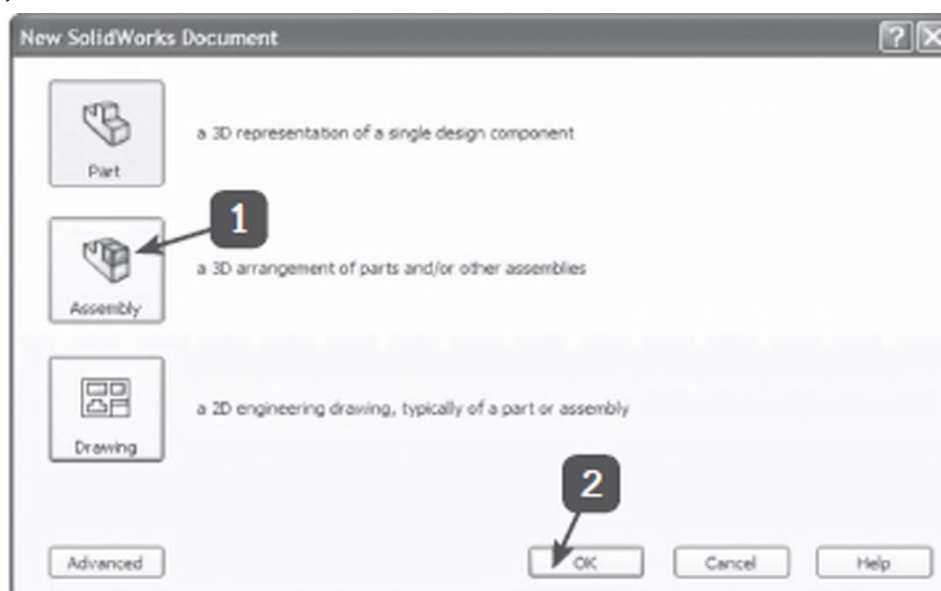 New SolidWorks Document
?
X
Part
a 3D representation of a single design component
1
Assembly
a 3D arrangement of parts and/or other assemblies
Drawing
a 2D engineering drawing, typically of a part or assembly
2
Advanced
OK
Cancel
Help